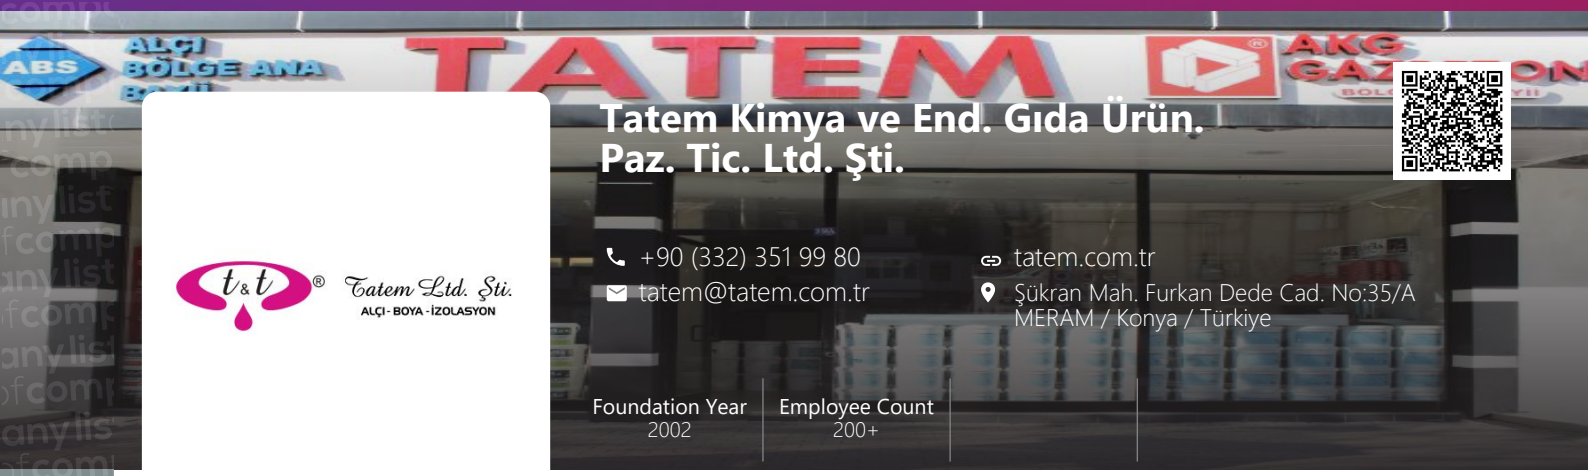 ABS
ALÇI
BÖLGE ANA
TATEM
AKG
Tatem Kimya ve End. Gıda Ürün.
Paz. Tic. Ltd. Şti.
t&t®
Tatem Ltd. Şti.
ALÇI - BOYA - İZOLASYON
+90 (332) 351 99 80
tatem@tatem.com.tr
tatem.com.tr
Şükran Mah. Furkan Dede Cad. No:35/A
MERAM / Konya / Türkiye
Foundation Year
2002
Employee Count
200+